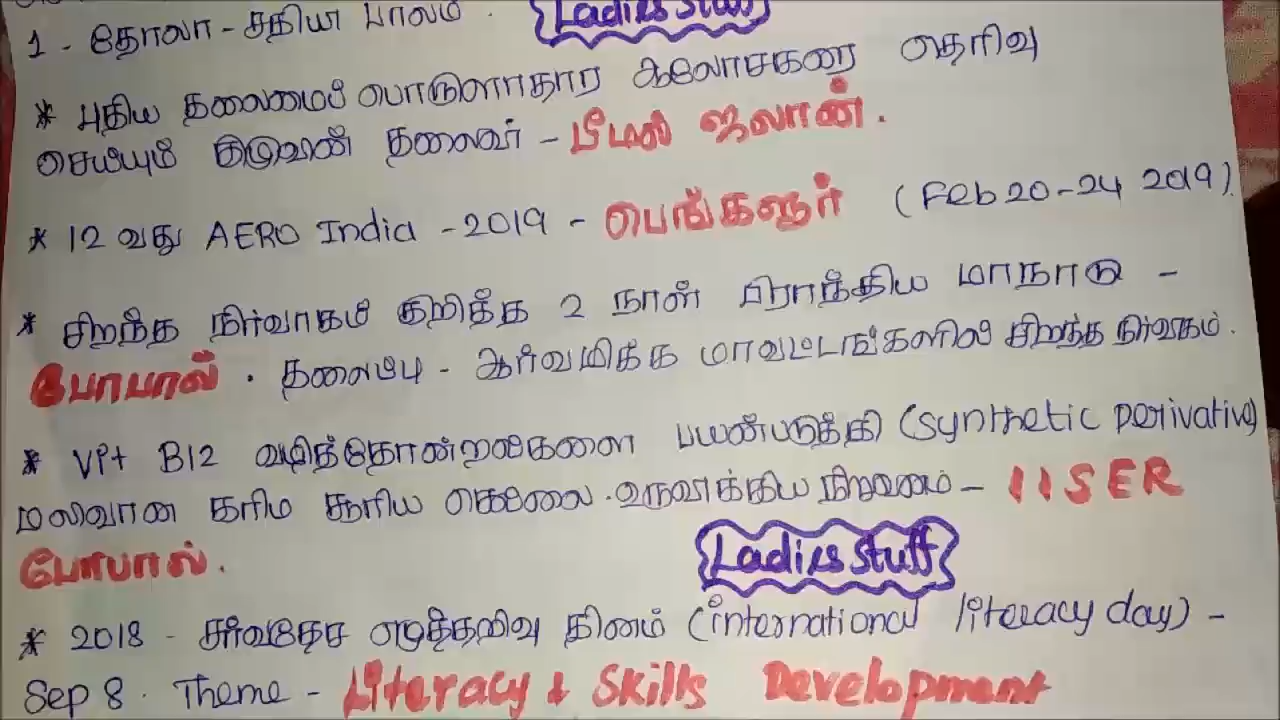 1 - தோலா - சதியா பாலம். Ladies Stuff
* புதிய தலைமைப் பொருளாதார ஆலோசகரை தெரிவு
செய்யும் குழுவின் தலைவர் - பீமல் ஜலான்.
* 12 வது AERO India - 2019 - பெங்களூர் (Feb 20-24 2019).
* சிறந்த நிர்வாகம் குறித்த 2 நாள் பிராந்திய மாநாடு -
போபால். தலைப்பு - ஆர்வமிக்க மாவட்டங்களில் சிறந்த நிர்வகம்.
* Vit B12 வழித்தோன்றல்களை பயன்படுத்தி (synthetic perivative)
மலிவான கரிம சூரிய செல்லை உருவாக்கிய நிறுவனம் - IISER
போபால்.
Ladies Stuff
* 2018 - சர்வதேச எழுத்தறிவு தினம் (international literacy day) -
Sep 8. Theme - Literacy & Skills Development